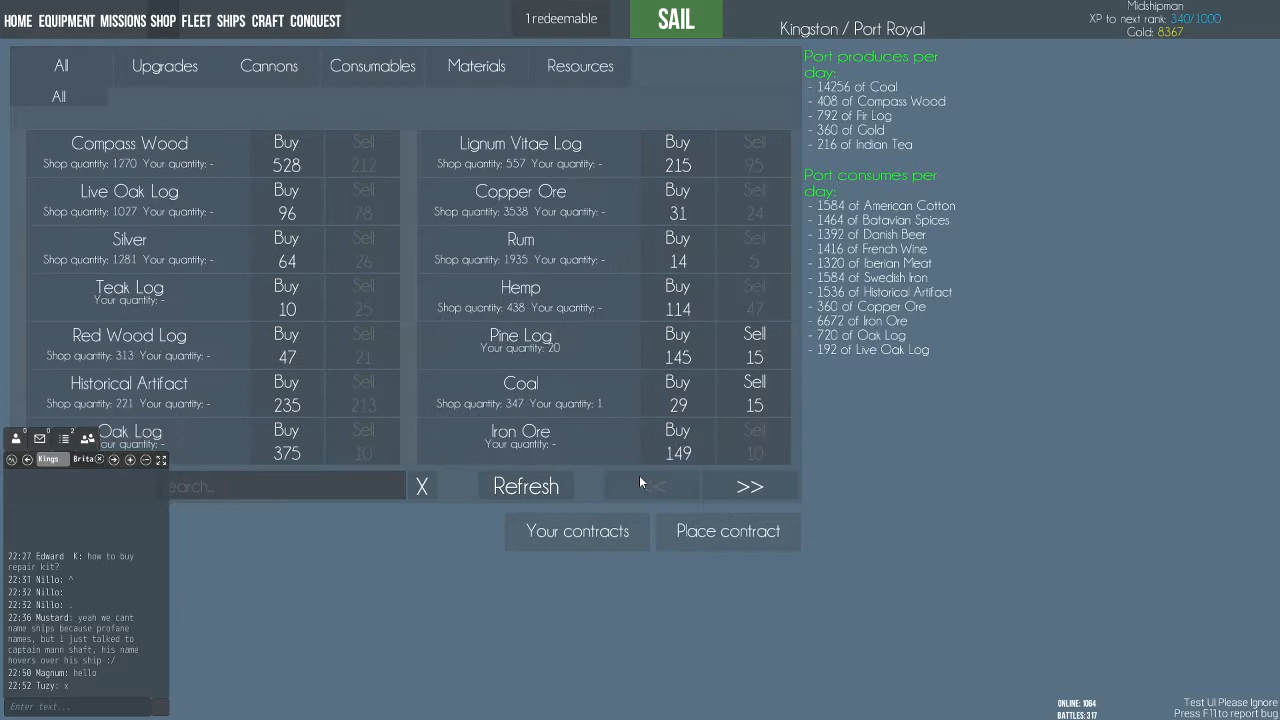 HOME EQUIPMENT MISSIONS SHOP FLEET SHIPS CRAFT CONQUEST
1 redeemable
SAIL
Kingston / Port Royal
Midshipman
XP to next rank: 340/1000
Gold: 8367
All Upgrades Cannons Consumables Materials Resources
All
Compass Wood Buy Sell
Shop quantity: 1270 Your quantity: - 528 212
Lignum Vitae Log Buy Sell
Shop quantity: 557 Your quantity: - 215 95
Live Oak Log Buy Sell
Shop quantity: 1027 Your quantity: - 96 78
Copper Ore Buy Sell
Shop quantity: 3538 Your quantity: - 31 24
Silver Buy Sell
Shop quantity: 1281 Your quantity: - 64 26
Rum Buy Sell
Shop quantity: 1935 Your quantity: - 14 5
Teak Log Buy Sell
Your quantity: - 10 25
Hemp Buy Sell
Shop quantity: 438 Your quantity: - 114 47
Red Wood Log Buy Sell
Shop quantity: 313 Your quantity: - 47 21
Pine Log Buy Sell
Your quantity: 20 145 15
Historical Artifact Buy Sell
Shop quantity: 221 Your quantity: - 235 213
Coal Buy Sell
Shop quantity: 347 Your quantity: 1 29 15
Oak Log Buy Sell
quantity: - 375 10
Iron Ore Buy Sell
Your quantity: - 149 10
X Refresh << >>
Your contracts Place contract
Port produces per
day:
- 14256 of Coal
- 408 of Compass Wood
- 792 of Fir Log
- 360 of Gold
- 216 of Indian Tea
Port consumes per
day:
- 1584 of American Cotton
- 1464 of Batavian Spices
- 1392 of Danish Beer
- 1416 of French Wine
- 1320 of Iberian Meat
- 1584 of Swedish Iron
- 1536 of Historical Artifact
- 360 of Copper Ore
- 6672 of Iron Ore
- 720 of Oak Log
- 192 of Live Oak Log
0 0 2
Kings Brita
22:27 Edward K: how to buy
repair kit?
22:31 Nillo: ^
22:32 Nillo:
22:32 Nillo: .
22:36 Mustard: yeah we cant
name ships because profane
names, but i just talked to
captain mann shaft, his name
hovers over his ship :/
22:50 Magnum: hello
22:52 Tuzy: x
Enter text...
ONLINE: 1064
BATTLES: 317
Test UI Please Ignore
Press F11 to report bug